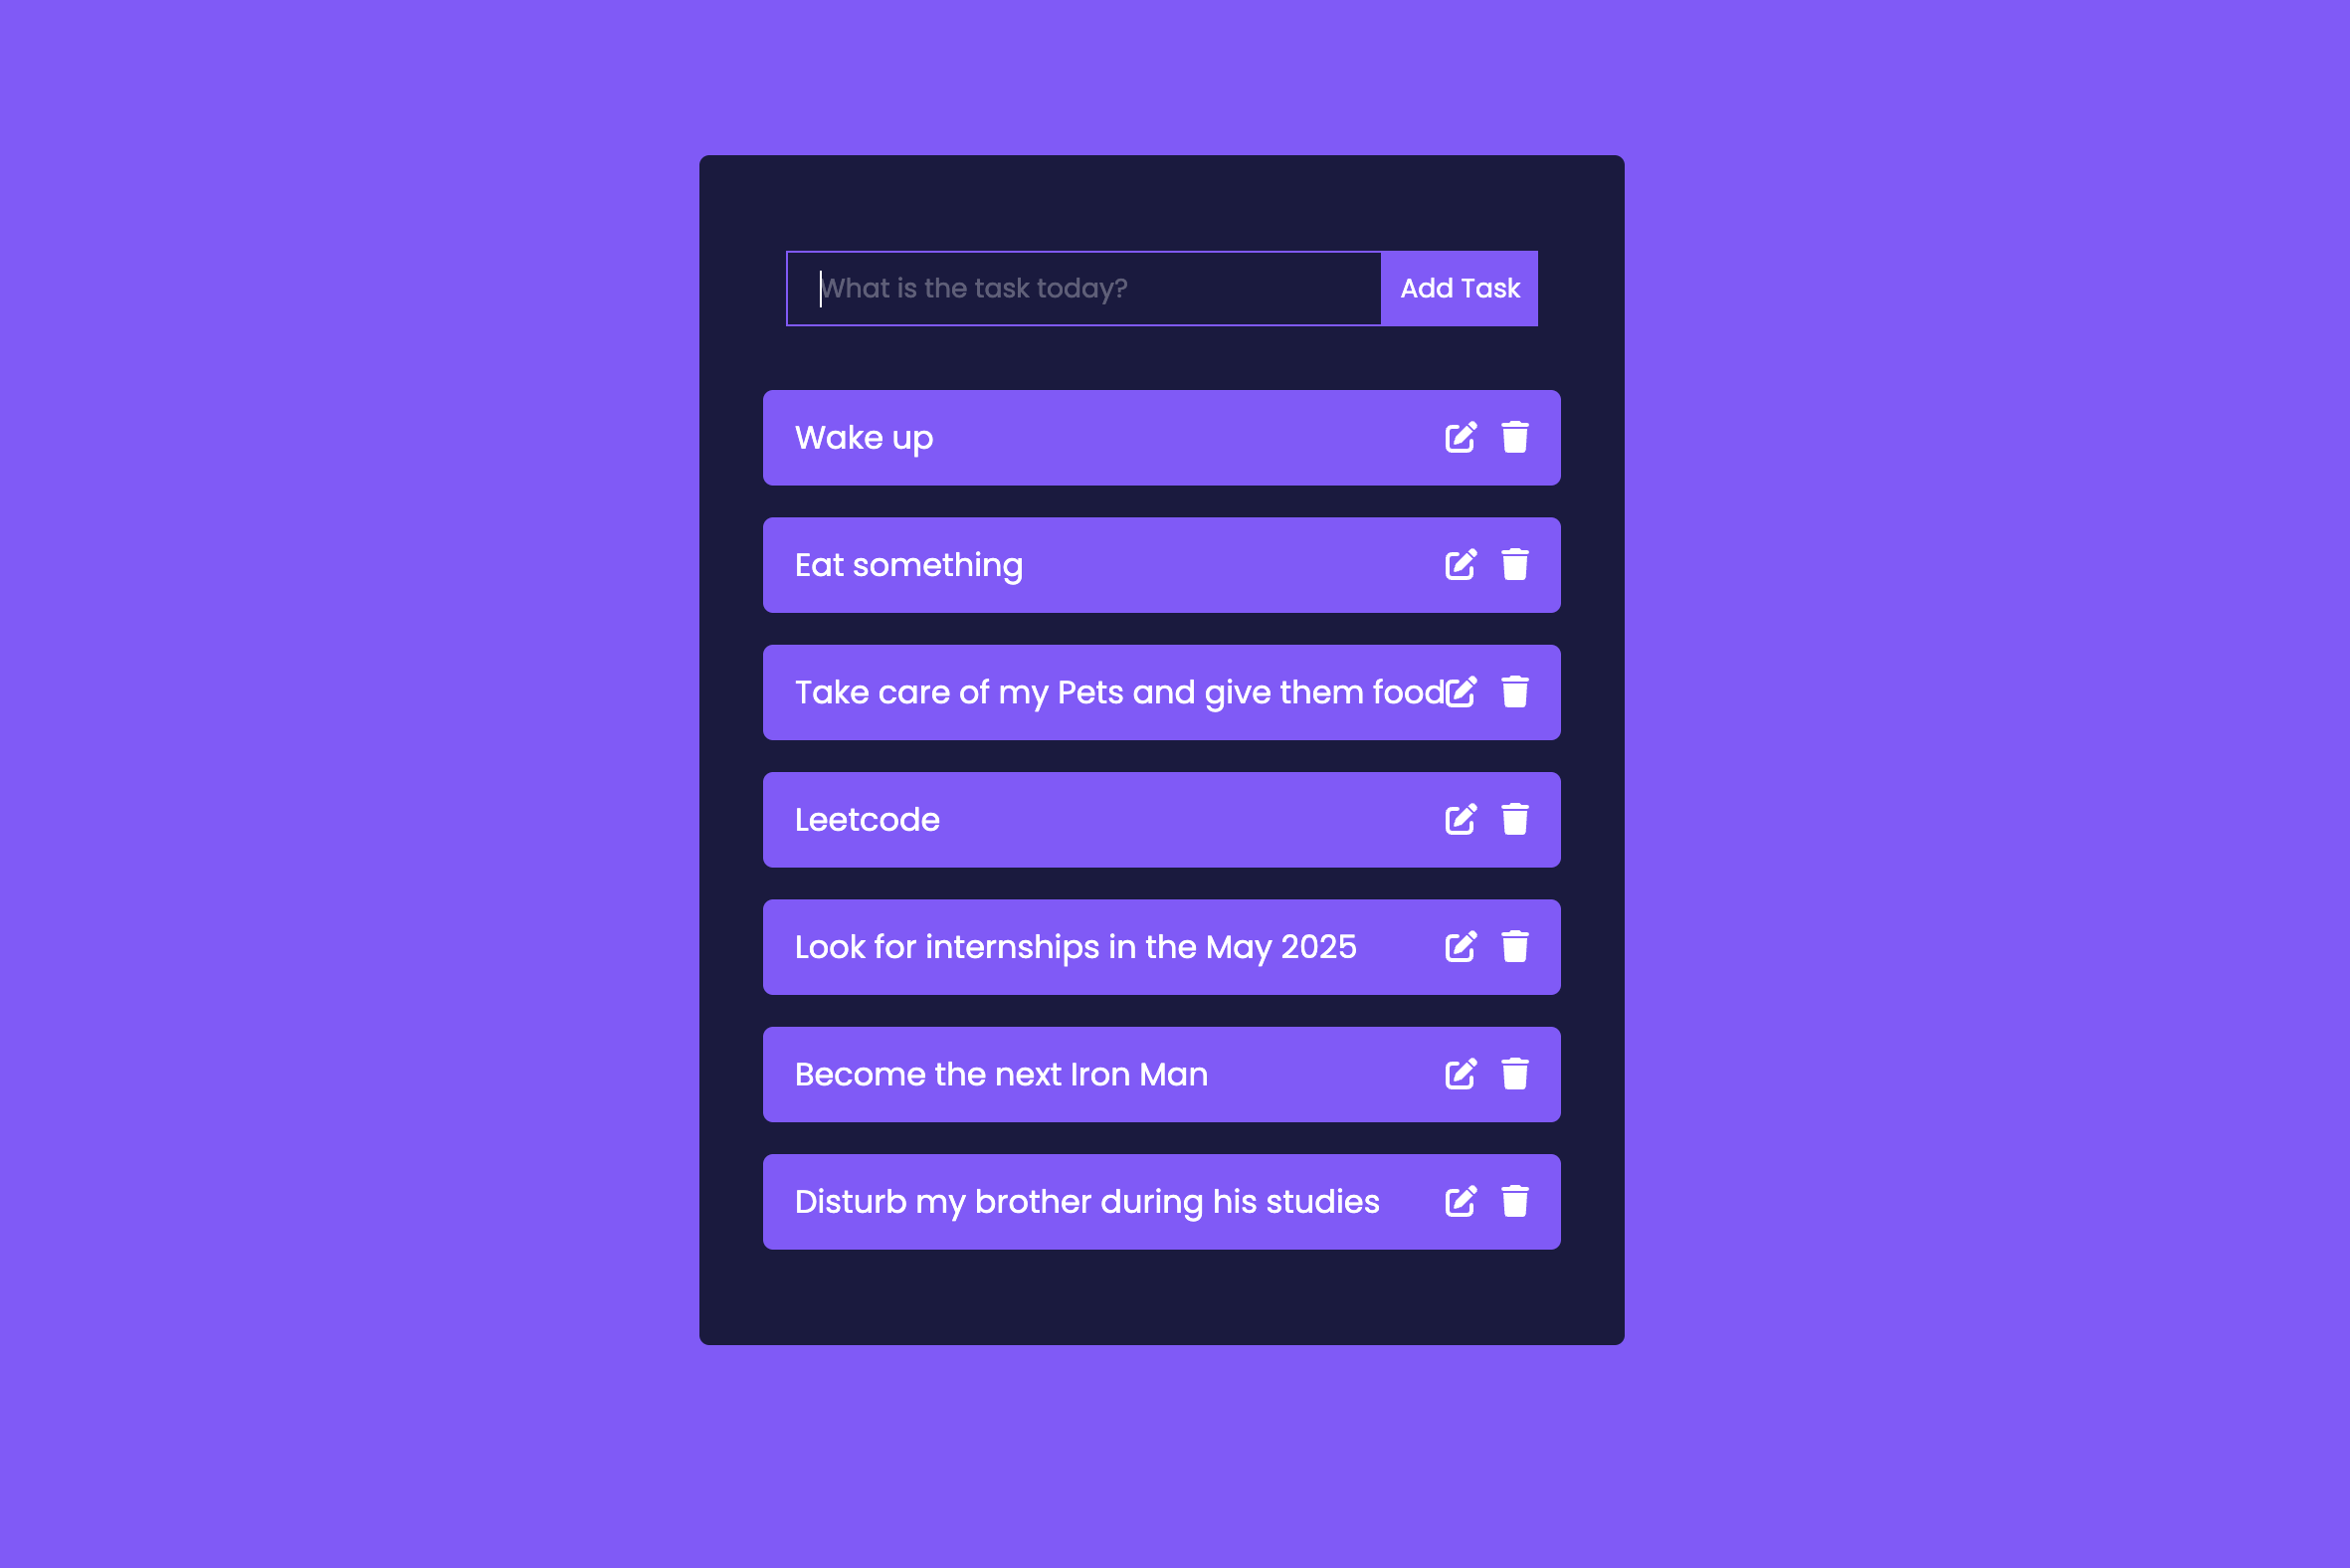 What is the task today?
Add Task
Wake up
Eat something
Take care of my Pets and give them food
Leetcode
Look for internships in the May 2025
Become the next Iron Man
Disturb my brother during his studies